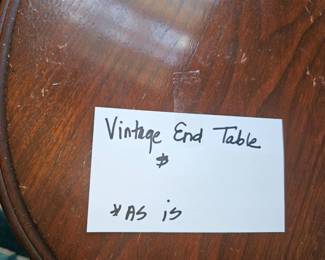 Vintage End Table
$
*AS is